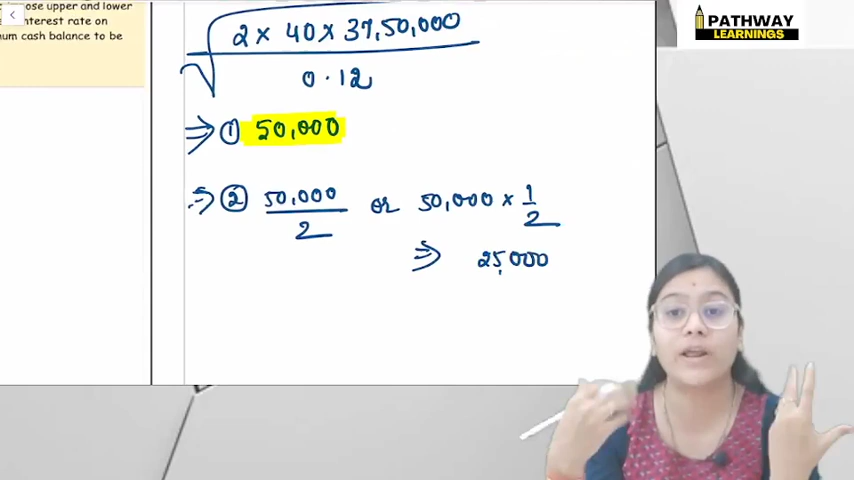 ose upper and lower
nterest rate on
num cash balance to be
PATHWAY
LEARNINGS
√ 2 × 40 × 37,50,000
0.12
⇒ ① 50,000
⇒ ② 50,000 / 2 or 50,000 × 1/2
⇒ 25,000